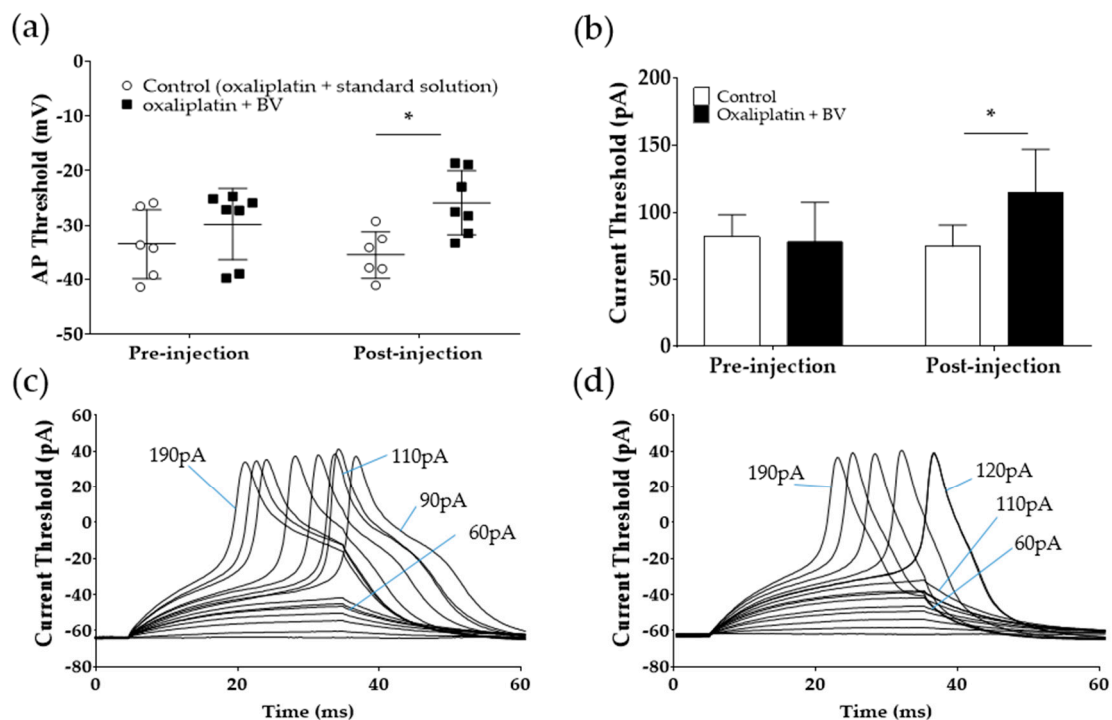 (a)
0
-10
-20
-30
-40
-50
AP Threshold (mV)
Control (oxaliplatin + standard solution)
oxaliplatin + BV
*
Pre-injection
Post-injection
(b)
200
150
100
50
0
Current Threshold (pA)
Control
Oxaliplatin + BV
*
Pre-injection
Post-injection
(c)
60
40
20
0
-20
-40
-60
-80
Current Threshold (pA)
190pA
110pA
90pA
60pA
0
20
40
60
Time (ms)
(d)
60
40
20
0
-20
-40
-60
-80
Current Threshold (pA)
190pA
120pA
110pA
60pA
0
20
40
60
Time (ms)